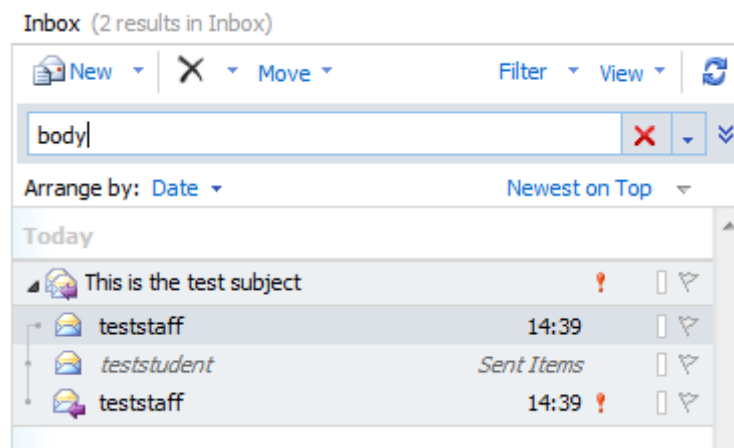 Inbox (2 results in Inbox)
New Move Filter View
body
Arrange by: Date Newest on Top
Today
This is the test subject
teststaff 14:39
teststudent Sent Items
teststaff 14:39